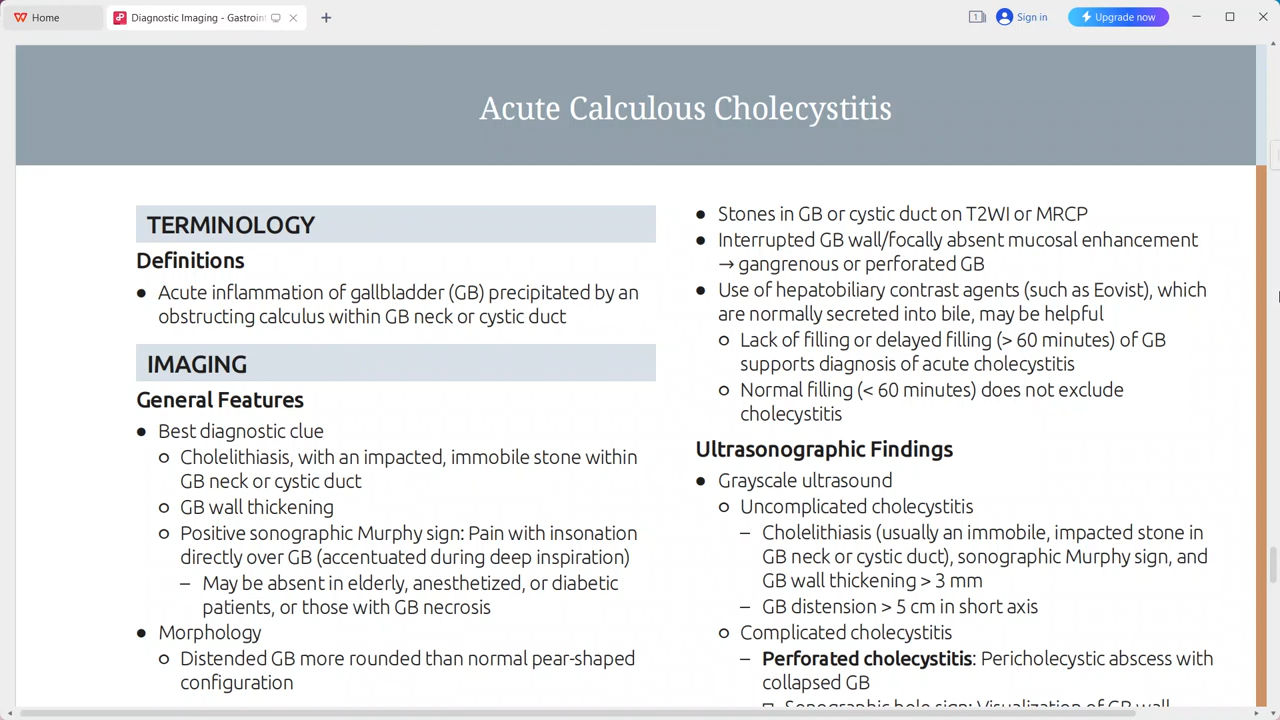 Home
Diagnostic Imaging - Gastroint
Sign in
Upgrade now
Acute Calculous Cholecystitis
TERMINOLOGY
Definitions
● Acute inflammation of gallbladder (GB) precipitated by an
obstructing calculus within GB neck or cystic duct
IMAGING
General Features
● Best diagnostic clue
○ Cholelithiasis, with an impacted, immobile stone within
GB neck or cystic duct
○ GB wall thickening
○ Positive sonographic Murphy sign: Pain with insonation
directly over GB (accentuated during deep inspiration)
– May be absent in elderly, anesthetized, or diabetic
patients, or those with GB necrosis
● Morphology
○ Distended GB more rounded than normal pear-shaped
configuration
● Stones in GB or cystic duct on T2WI or MRCP
● Interrupted GB wall/focally absent mucosal enhancement
→ gangrenous or perforated GB
● Use of hepatobiliary contrast agents (such as Eovist), which
are normally secreted into bile, may be helpful
○ Lack of filling or delayed filling (> 60 minutes) of GB
supports diagnosis of acute cholecystitis
○ Normal filling (< 60 minutes) does not exclude
cholecystitis
Ultrasonographic Findings
● Grayscale ultrasound
○ Uncomplicated cholecystitis
– Cholelithiasis (usually an immobile, impacted stone in
GB neck or cystic duct), sonographic Murphy sign, and
GB wall thickening > 3 mm
– GB distension > 5 cm in short axis
○ Complicated cholecystitis
– Perforated cholecystitis: Pericholecystic abscess with
collapsed GB
Sonographic hole sign: Visualization of GB wall